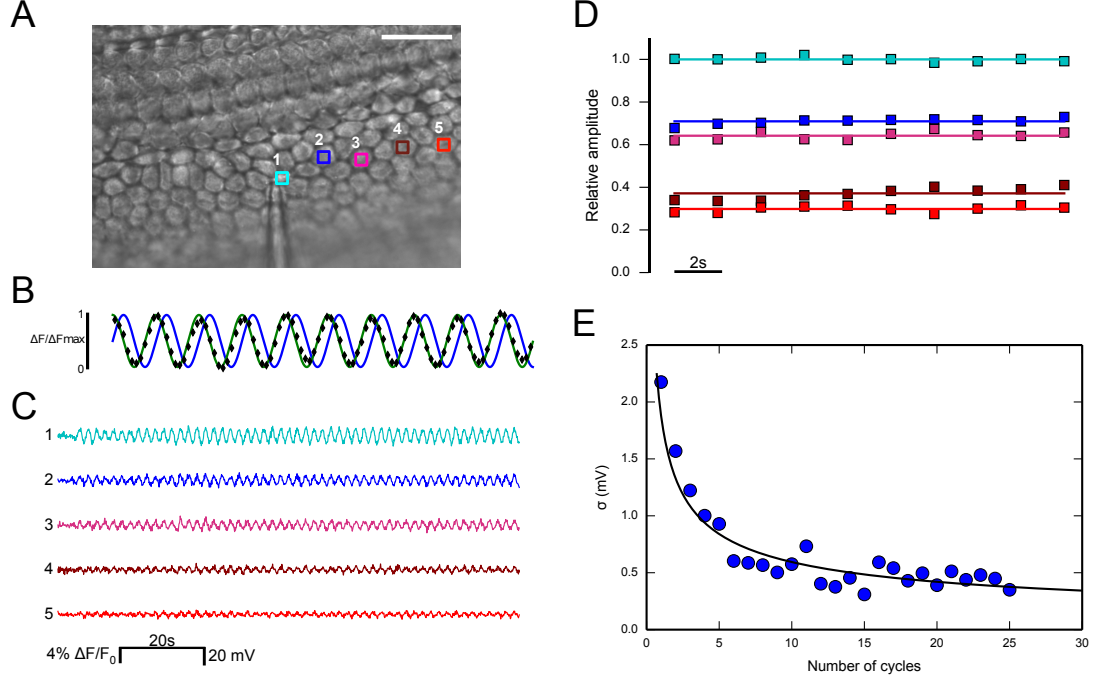 A
1
2
3
4
5
B
ΔF/ΔFmax
1
0
C
1
2
3
4
5
20s
4% ΔF/F0
20 mV
D
Relative amplitude
1.0
0.8
0.6
0.4
0.2
0.0
2s
E
σ (mV)
2.5
2.0
1.5
1.0
0.5
0.0
0 5 10 15 20 25 30
Number of cycles